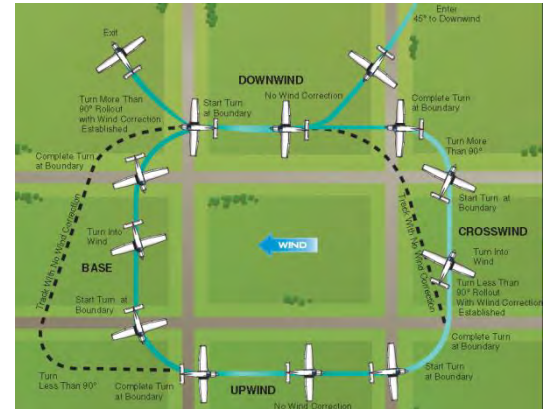 Enter
45° to Downwind
Exit
DOWNWIND
Turn More Than
90° Rollout
with Wind Correction
Established
Start Turn
at Boundary
No Wind Correction
Complete Turn
at Boundary
Turn More
Than 90°
Complete Turn
at Boundary
Start Turn at
Boundary
Track With No Wind Correction
Track With No Wind Correction
Turn Into
Wind
BASE
WIND
CROSSWIND
Turn Into
Wind
Turn Less Than
90° Rollout
With Wind Correction
Established
Start Turn at
Boundary
Complete Turn
at Boundary
Turn
Less Than 90°
Complete Turn
at Boundary
UPWIND
No Wind Correction
Start Turn
at Boundary